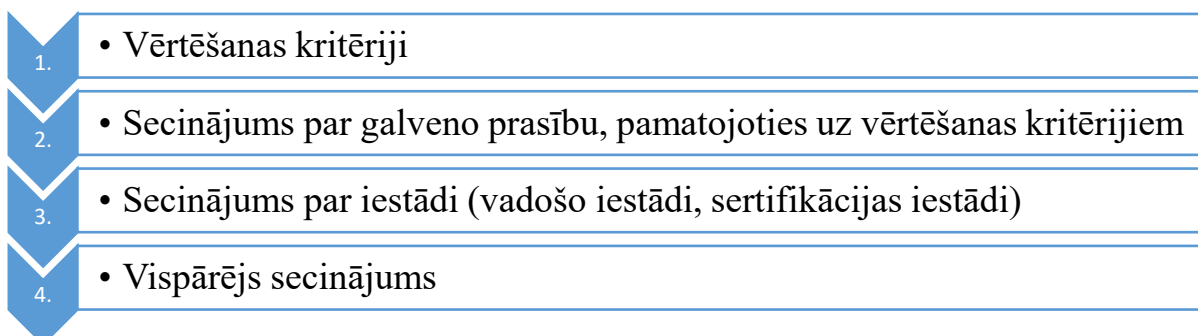 1. • Vērtēšanas kritēriji
2. • Secinājums par galveno prasību, pamatojoties uz vērtēšanas kritērijiem
3. • Secinājums par iestādi (vadošo iestādi, sertifikācijas iestādi)
4. • Vispārējs secinājums